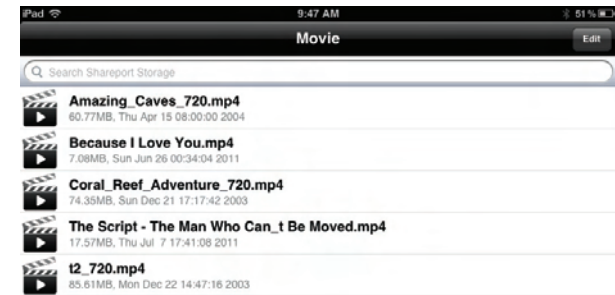 iPad
9:47 AM
51%
Movie
Edit
Search Shareport Storage
Amazing_Caves_720.mp4
60.77MB, Thu Apr 15 08:00:00 2004
Because I Love You.mp4
7.08MB, Sun Jun 26 00:34:04 2011
Coral_Reef_Adventure_720.mp4
74.35MB, Sun Dec 21 17:17:42 2003
The Script - The Man Who Can_t Be Moved.mp4
17.57MB, Thu Jul  7 17:41:08 2011
t2_720.mp4
85.61MB, Mon Dec 22 14:47:16 2003